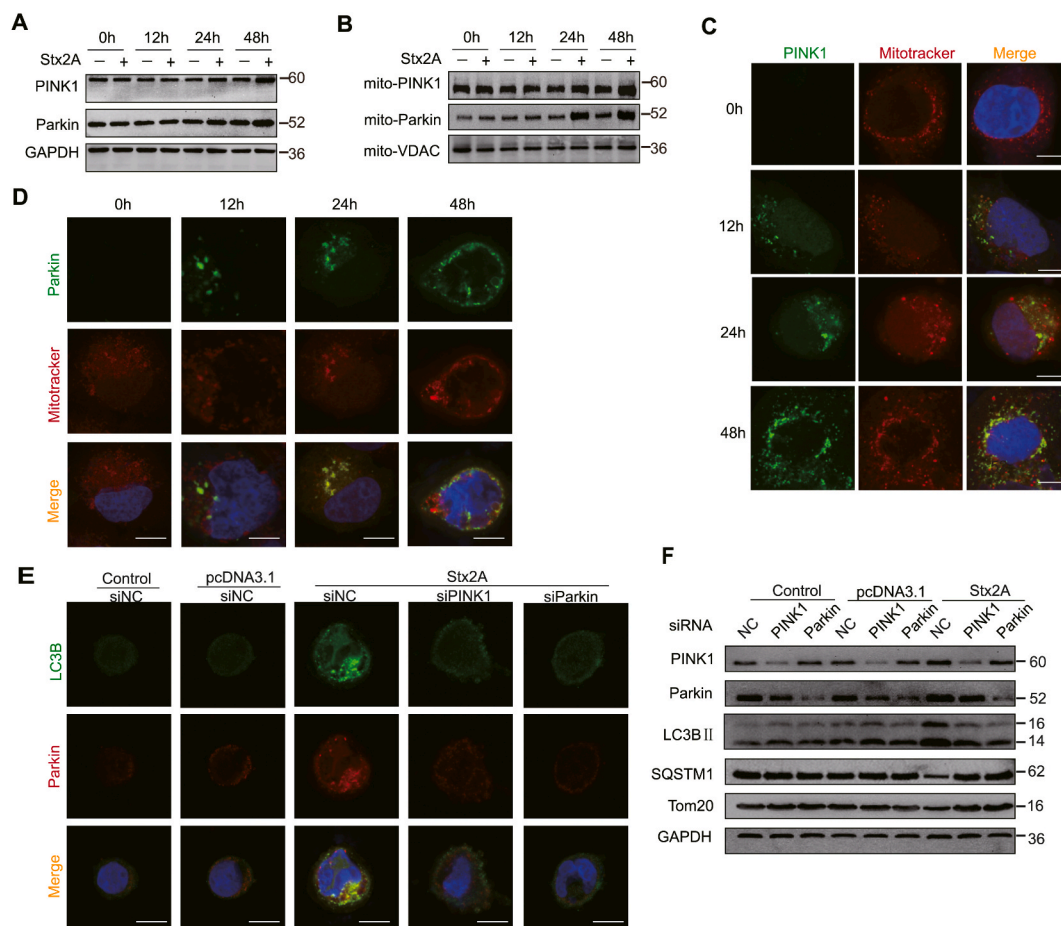 A
0h 12h 24h 48h
Stx2A – + – + – + – +
PINK1 –60
Parkin –52
GAPDH –36
B
0h 12h 24h 48h
Stx2A – + – + – + – +
mito-PINK1 –60
mito-Parkin –52
mito-VDAC –36
C
PINK1 Mitotracker Merge
0h
12h
24h
48h
D
0h 12h 24h 48h
Parkin
Mitotracker
Merge
E
Control pcDNA3.1 Stx2A
siNC siNC siNC siPINK1 siParkin
LC3B
Parkin
Merge
F
Control pcDNA3.1 Stx2A
siRNA NC PINK1 Parkin NC PINK1 Parkin NC PINK1 Parkin
PINK1 – 60
Parkin – 52
LC3B II – 16
– 14
SQSTM1 – 62
Tom20 – 16
GAPDH – 36